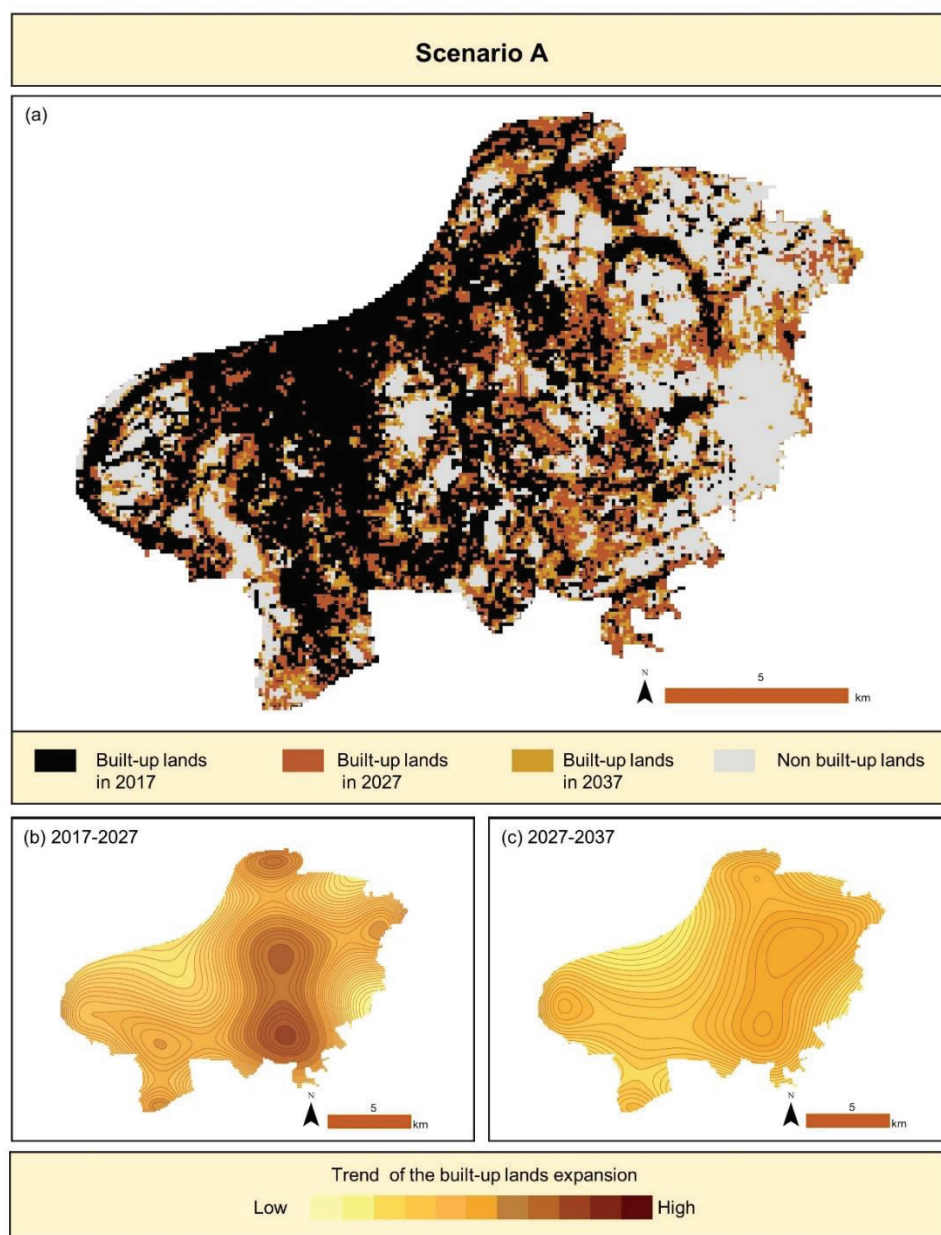 Scenario A
(a)
N
5
km
Built-up lands
in 2017
Built-up lands
in 2027
Built-up lands
in 2037
Non built-up lands
(b) 2017-2027
N
5
km
(c) 2027-2037
N
5
km
Trend of the built-up lands expansion
Low
High